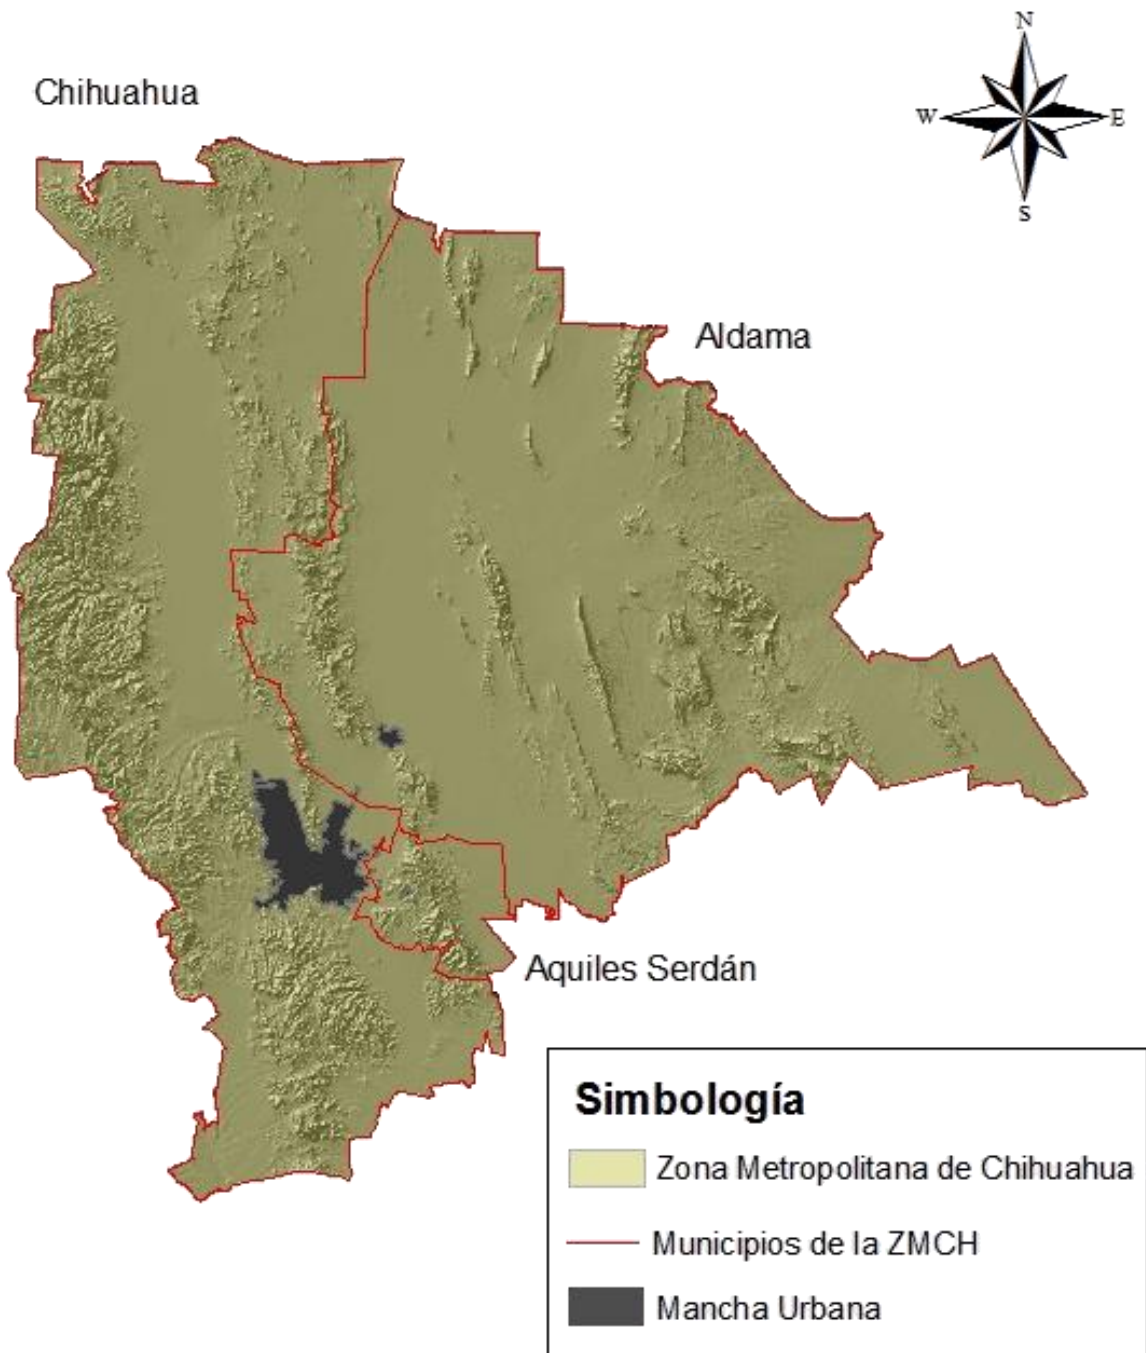 N
Chihuahua
W
E
S
Aldama
Aquiles Serdán
Simbología
Zona Metropolitana de Chihuahua
Municipios de la ZMCH
Mancha Urbana